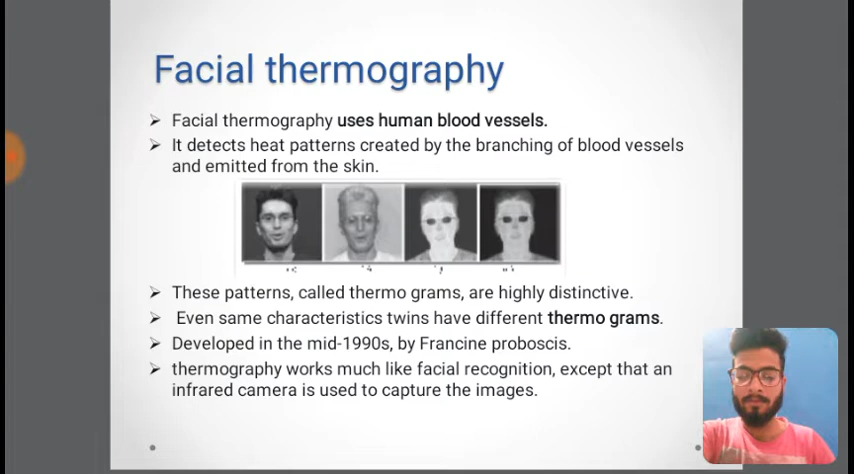 Facial thermography
➢ Facial thermography uses human blood vessels.
➢ It detects heat patterns created by the branching of blood vessels
and emitted from the skin.
➢ These patterns, called thermo grams, are highly distinctive.
➢ Even same characteristics twins have different thermo grams.
➢ Developed in the mid-1990s, by Francine proboscis.
➢ thermography works much like facial recognition, except that an
infrared camera is used to capture the images.